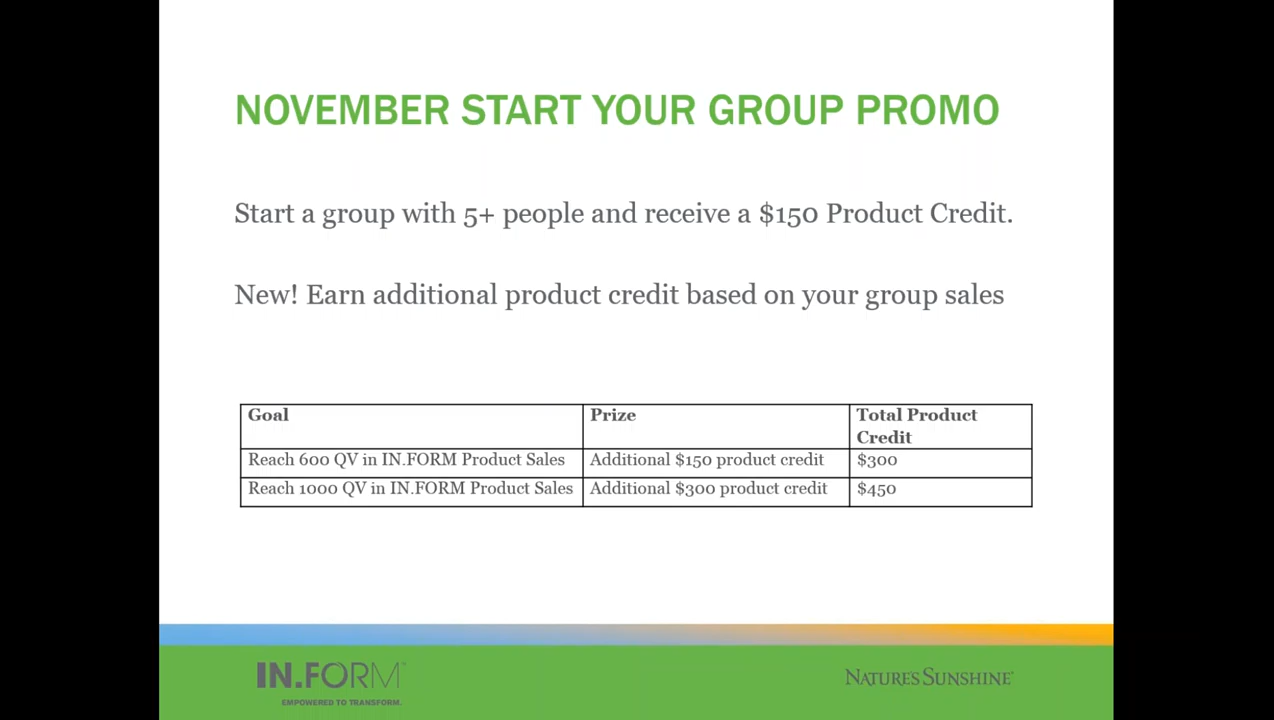 NOVEMBER START YOUR GROUP PROMO
Start a group with 5+ people and receive a $150 Product Credit.
New! Earn additional product credit based on your group sales
Goal Prize Total Product
Credit
Reach 600 QV in IN.FORM Product Sales Additional $150 product credit $300
Reach 1000 QV in IN.FORM Product Sales Additional $300 product credit $450
IN.FORM
EMPOWERED TO TRANSFORM.
NATURE'S SUNSHINE